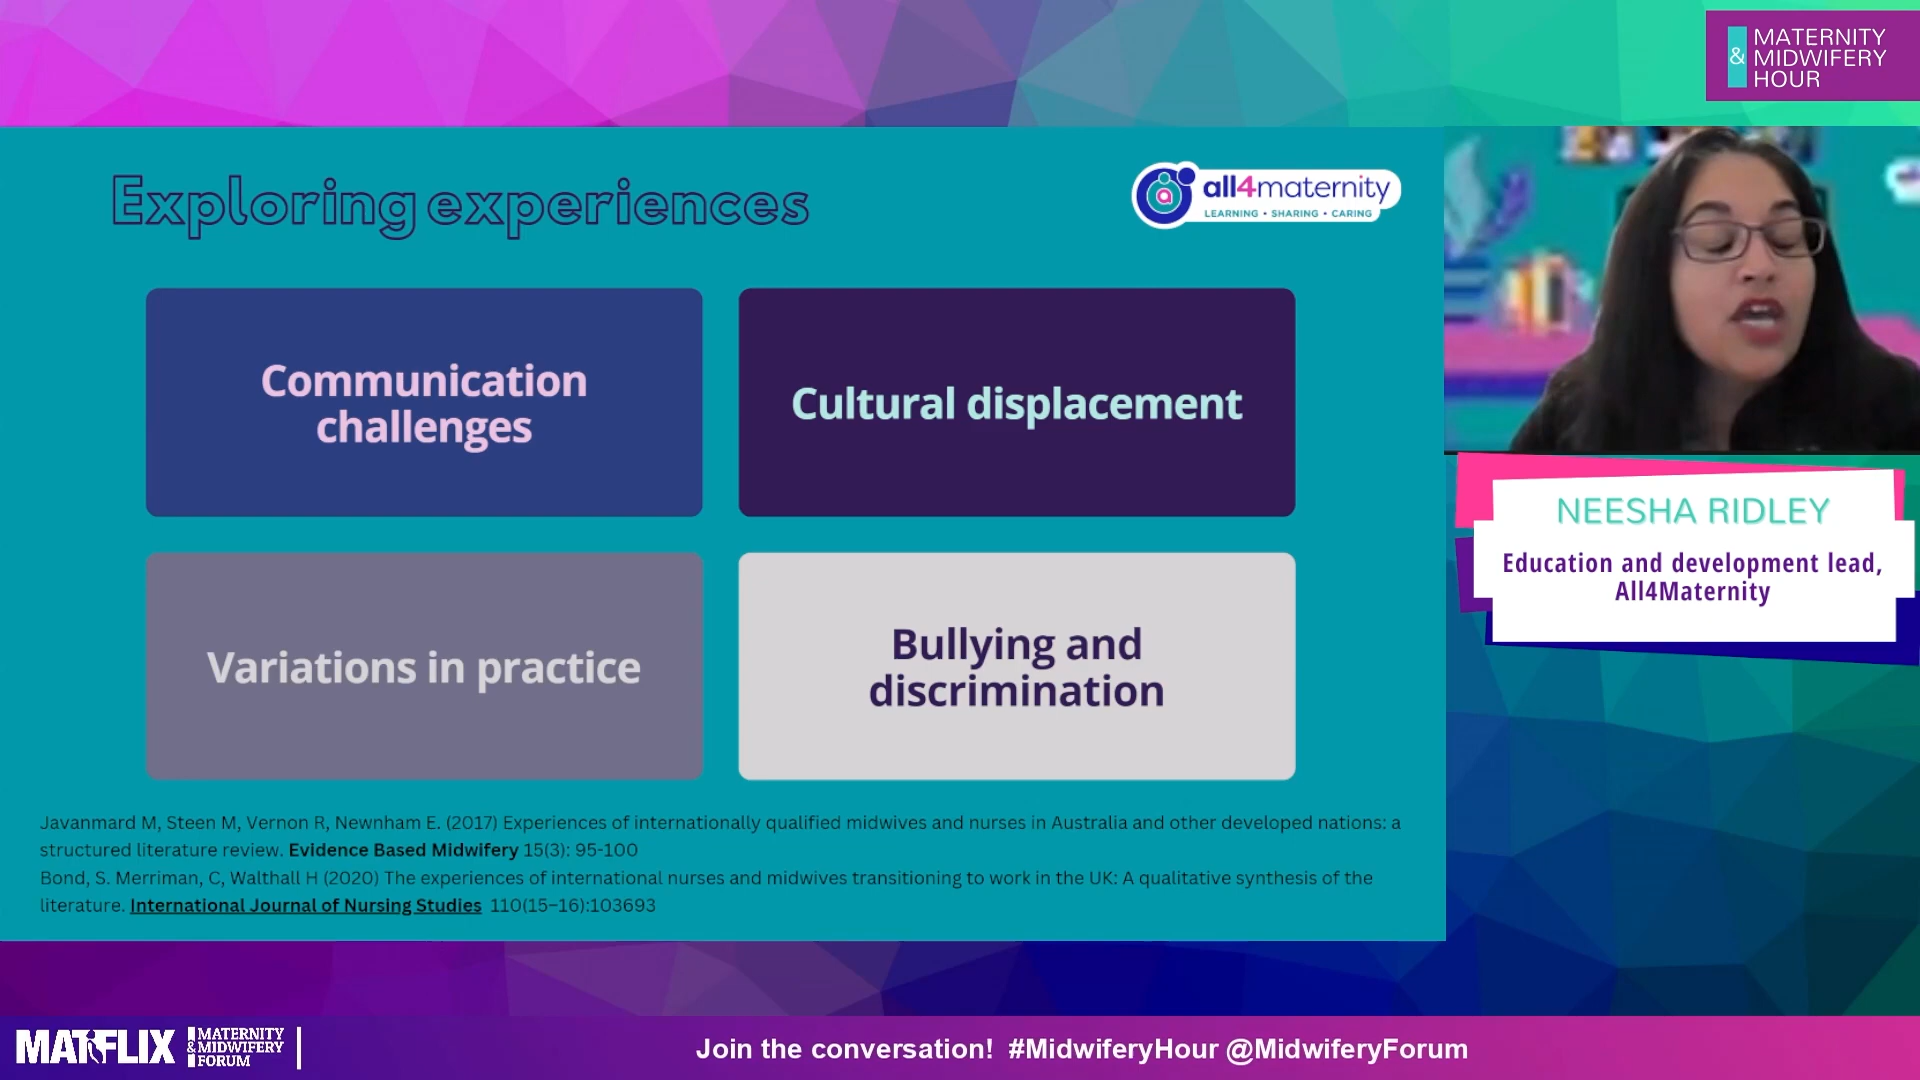 MATERNITY
& MIDWIFERY
HOUR
Exploring experiences
a
all4maternity
LEARNING • SHARING • CARING
Communication
challenges
Cultural displacement
Variations in practice
Bullying and
discrimination
Javanmard M, Steen M, Vernon R, Newnham E. (2017) Experiences of internationally qualified midwives and nurses in Australia and other developed nations: a
structured literature review. Evidence Based Midwifery 15(3): 95-100
Bond, S. Merriman, C, Walthall H (2020) The experiences of international nurses and midwives transitioning to work in the UK: A qualitative synthesis of the
literature. International Journal of Nursing Studies 110(15–16):103693
NEESHA RIDLEY
Education and development lead,
All4Maternity
MATFLIX
MATERNITY
& MIDWIFERY
FORUM
Join the conversation! #MidwiferyHour @MidwiferyForum